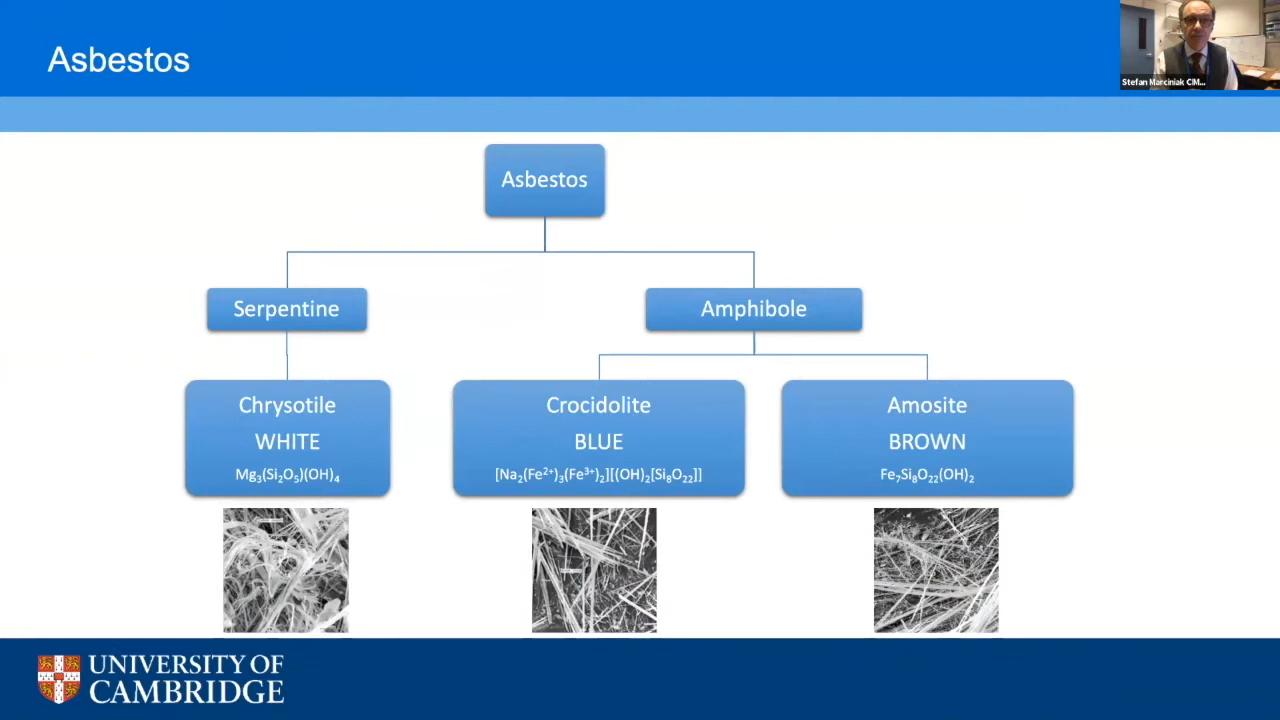 Asbestos
Stefan Marciniak CIM...
Asbestos
Serpentine
Amphibole
Chrysotile
WHITE
Mg₃(Si₂O₅)(OH)₄
Crocidolite
BLUE
[Na₂(Fe²⁺)₃(Fe³⁺)₂][(OH)₂[Si₈O₂₂]]
Amosite
BROWN
Fe₇Si₈O₂₂(OH)₂
UNIVERSITY OF
CAMBRIDGE